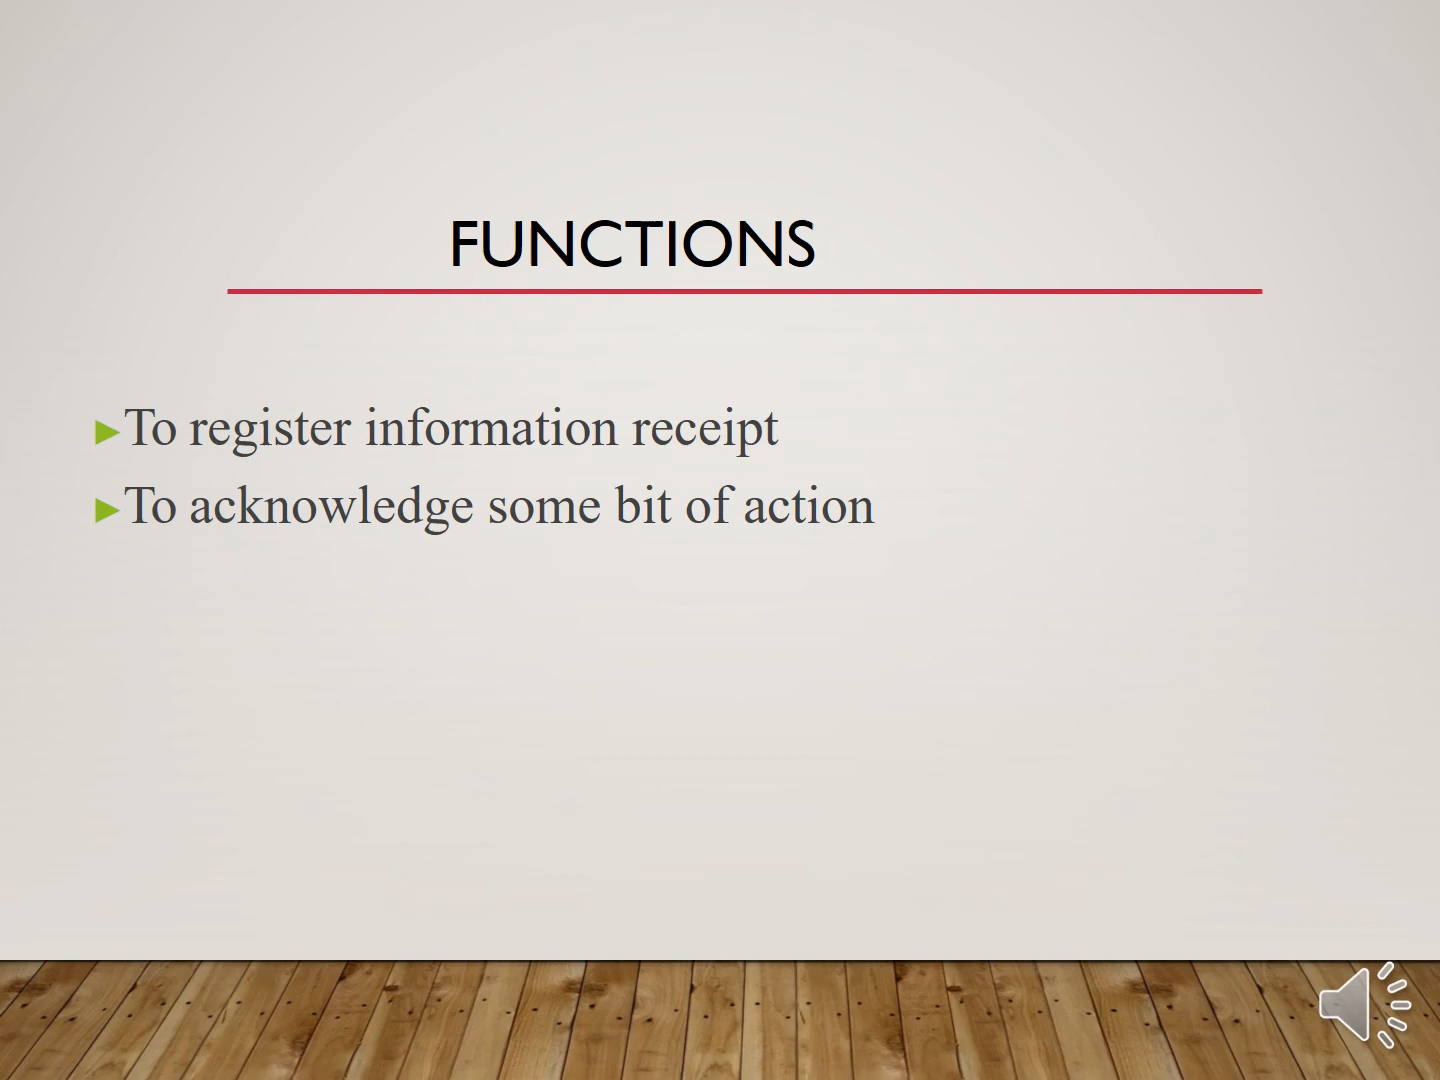 FUNCTIONS
►To register information receipt
►To acknowledge some bit of action